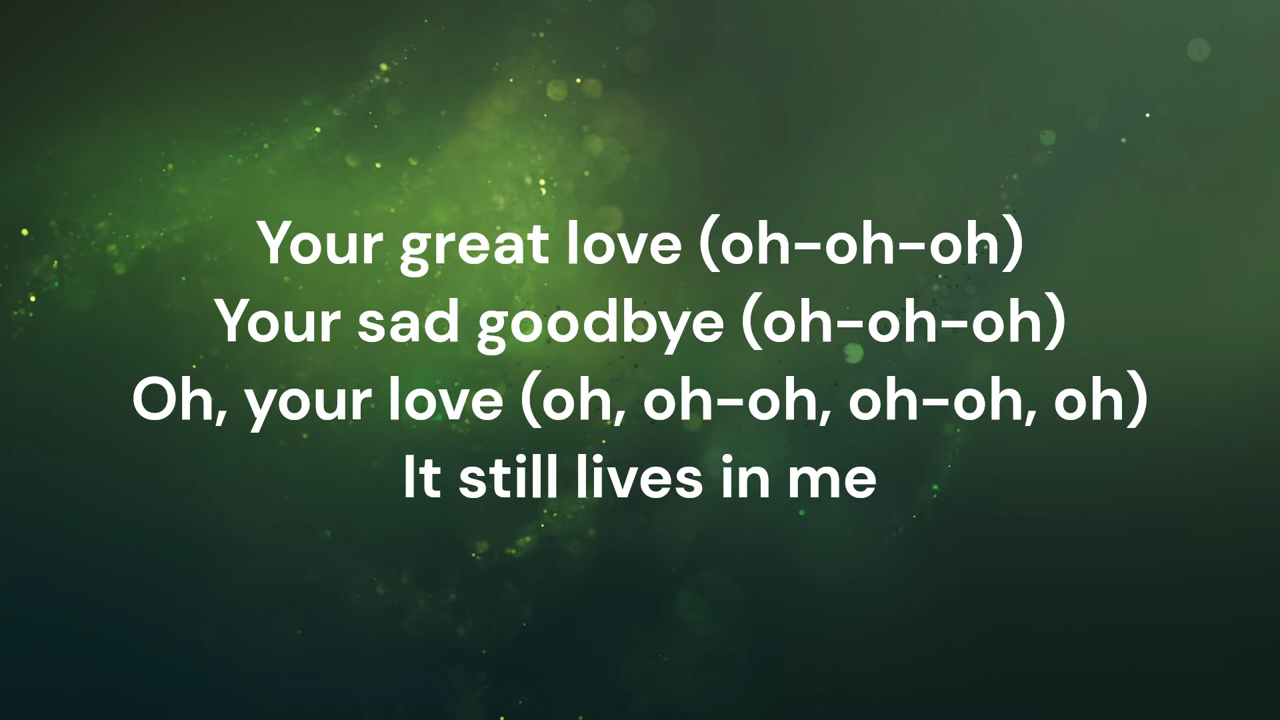 Your great love (oh-oh-oh)
Your sad goodbye (oh-oh-oh)
Oh, your love (oh, oh-oh, oh-oh, oh)
It still lives in me